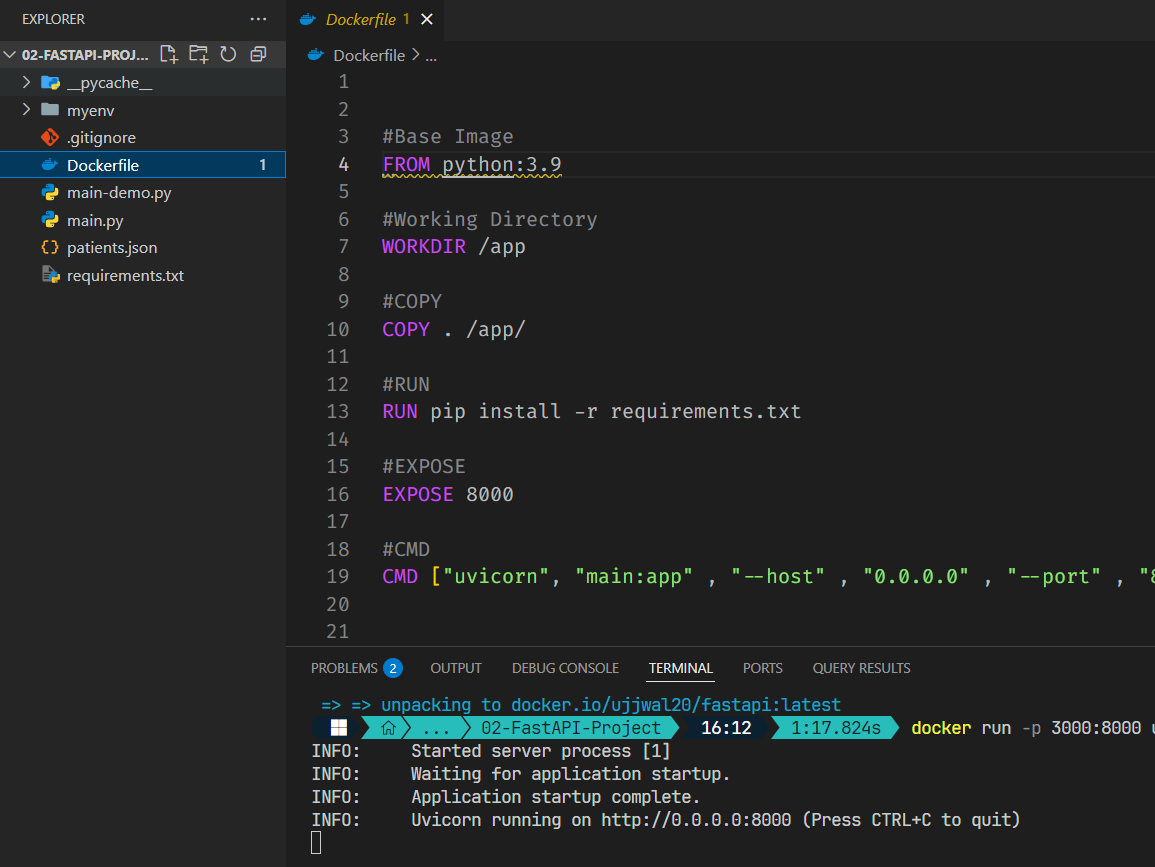 EXPLORER
02-FASTAPI-PROJ...
__pycache__
myenv
.gitignore
Dockerfile 1
main-demo.py
main.py
patients.json
requirements.txt
Dockerfile 1
Dockerfile > ...
1
2
3 #Base Image
4 FROM python:3.9
5
6 #Working Directory
7 WORKDIR /app
8
9 #COPY
10 COPY . /app/
11
12 #RUN
13 RUN pip install -r requirements.txt
14
15 #EXPOSE
16 EXPOSE 8000
17
18 #CMD
19 CMD ["uvicorn", "main:app" , "--host" , "0.0.0.0" , "--port" , "8
20
21
PROBLEMS 2 OUTPUT DEBUG CONSOLE TERMINAL PORTS QUERY RESULTS
=> => unpacking to docker.io/ujjwal20/fastapi:latest
... 02-FastAPI-Project 16:12 1:17.824s docker run -p 3000:8000 u
INFO: Started server process [1]
INFO: Waiting for application startup.
INFO: Application startup complete.
INFO: Uvicorn running on http://0.0.0.0:8000 (Press CTRL+C to quit)